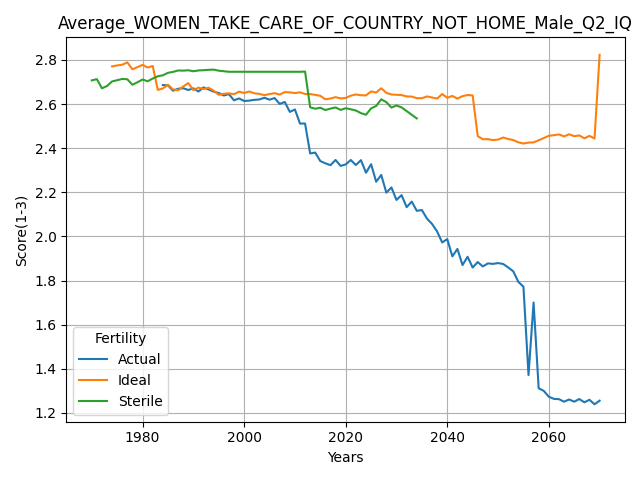 Average_WOMEN_TAKE_CARE_OF_COUNTRY_NOT_HOME_Male_Q2_IQ
Score(1-3)
2.8
2.6
2.4
2.2
2.0
1.8
1.6
1.4
1.2
Fertility
Actual
Ideal
Sterile
1980 2000 2020 2040 2060
Years